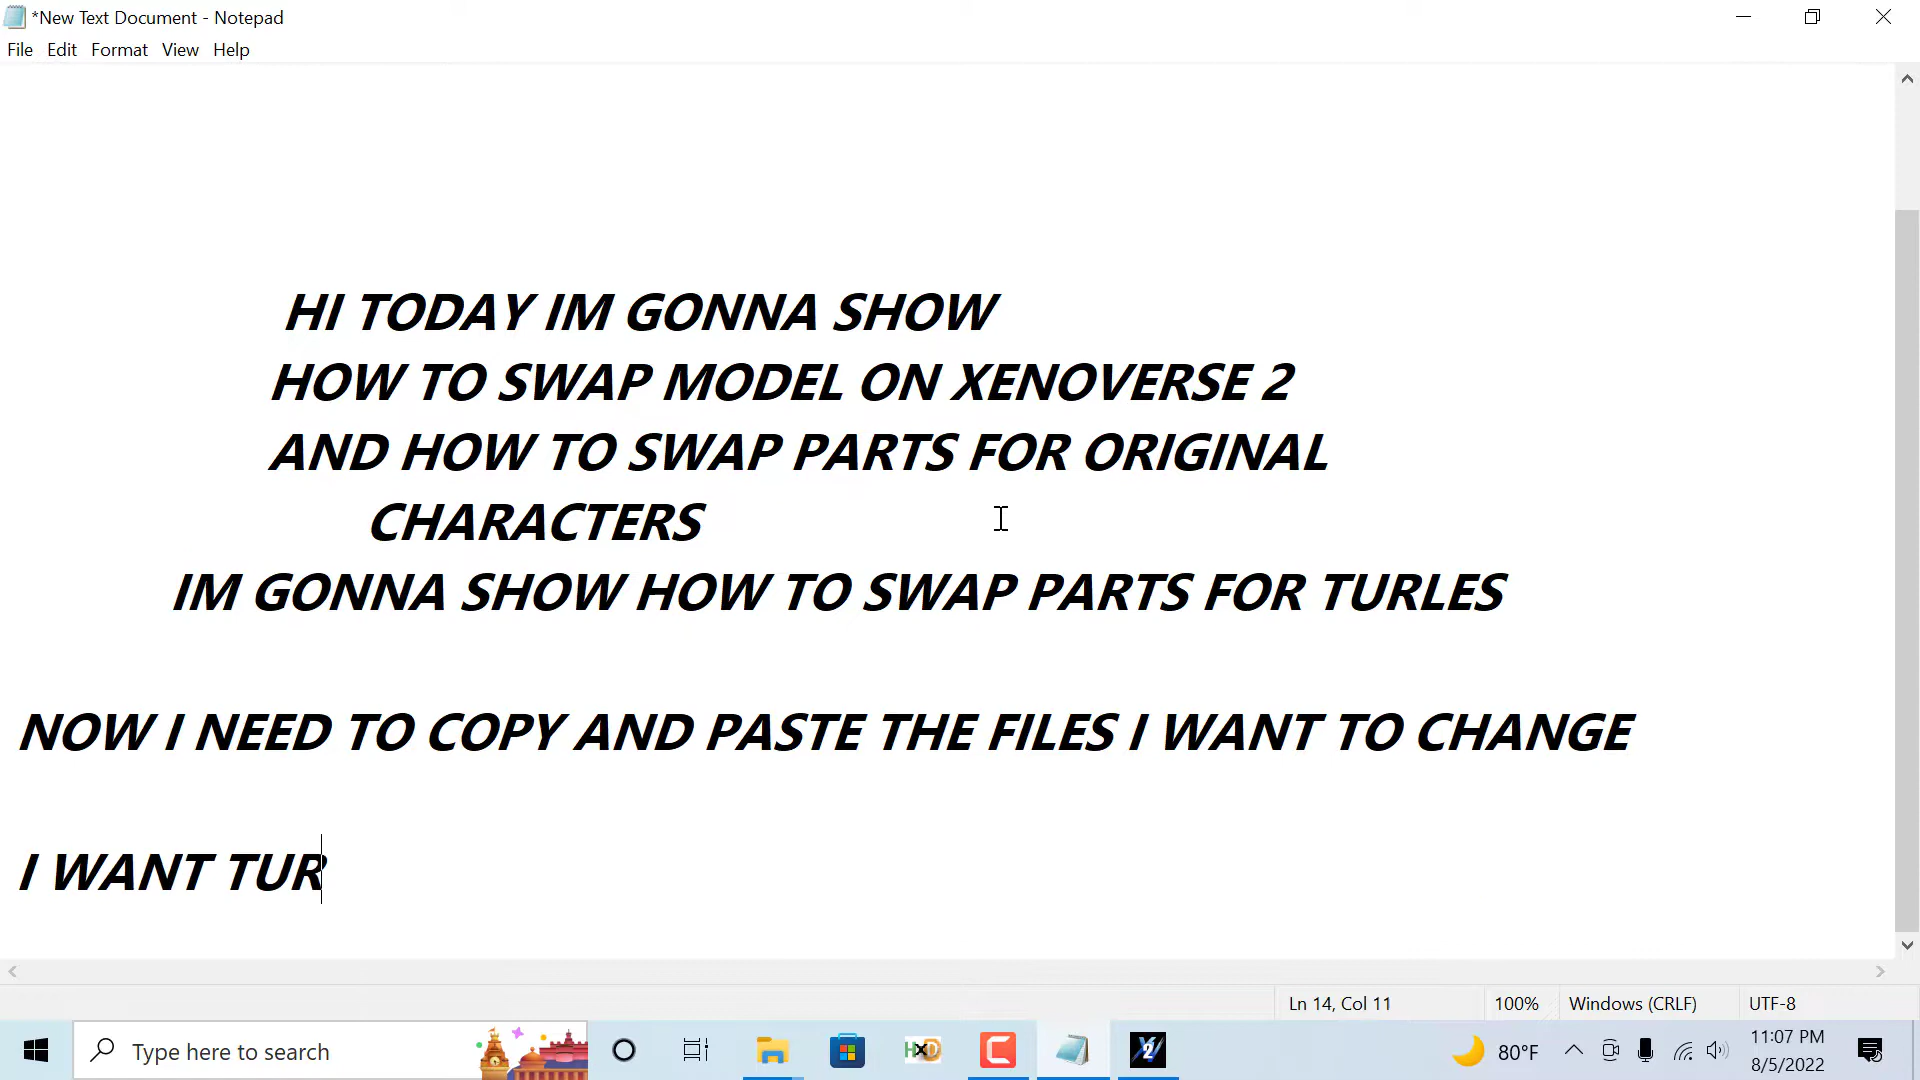 *New Text Document - Notepad
File Edit Format View Help
HI TODAY IM GONNA SHOW
HOW TO SWAP MODEL ON XENOVERSE 2
AND HOW TO SWAP PARTS FOR ORIGINAL
CHARACTERS
IM GONNA SHOW HOW TO SWAP PARTS FOR TURLES
NOW I NEED TO COPY AND PASTE THE FILES I WANT TO CHANGE
I WANT TUR
Ln 14, Col 11 100% Windows (CRLF) UTF-8
Type here to search HxD C 2 80°F 11:07 PM
8/5/2022